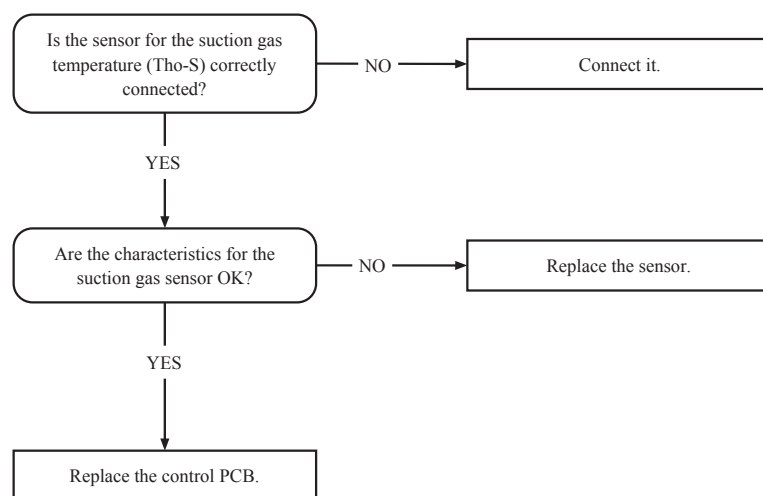 Is the sensor for the suction gas
temperature (Tho-S) correctly
connected?
NO
Connect it.
YES
Are the characteristics for the
suction gas sensor OK?
NO
Replace the sensor.
YES
Replace the control PCB.